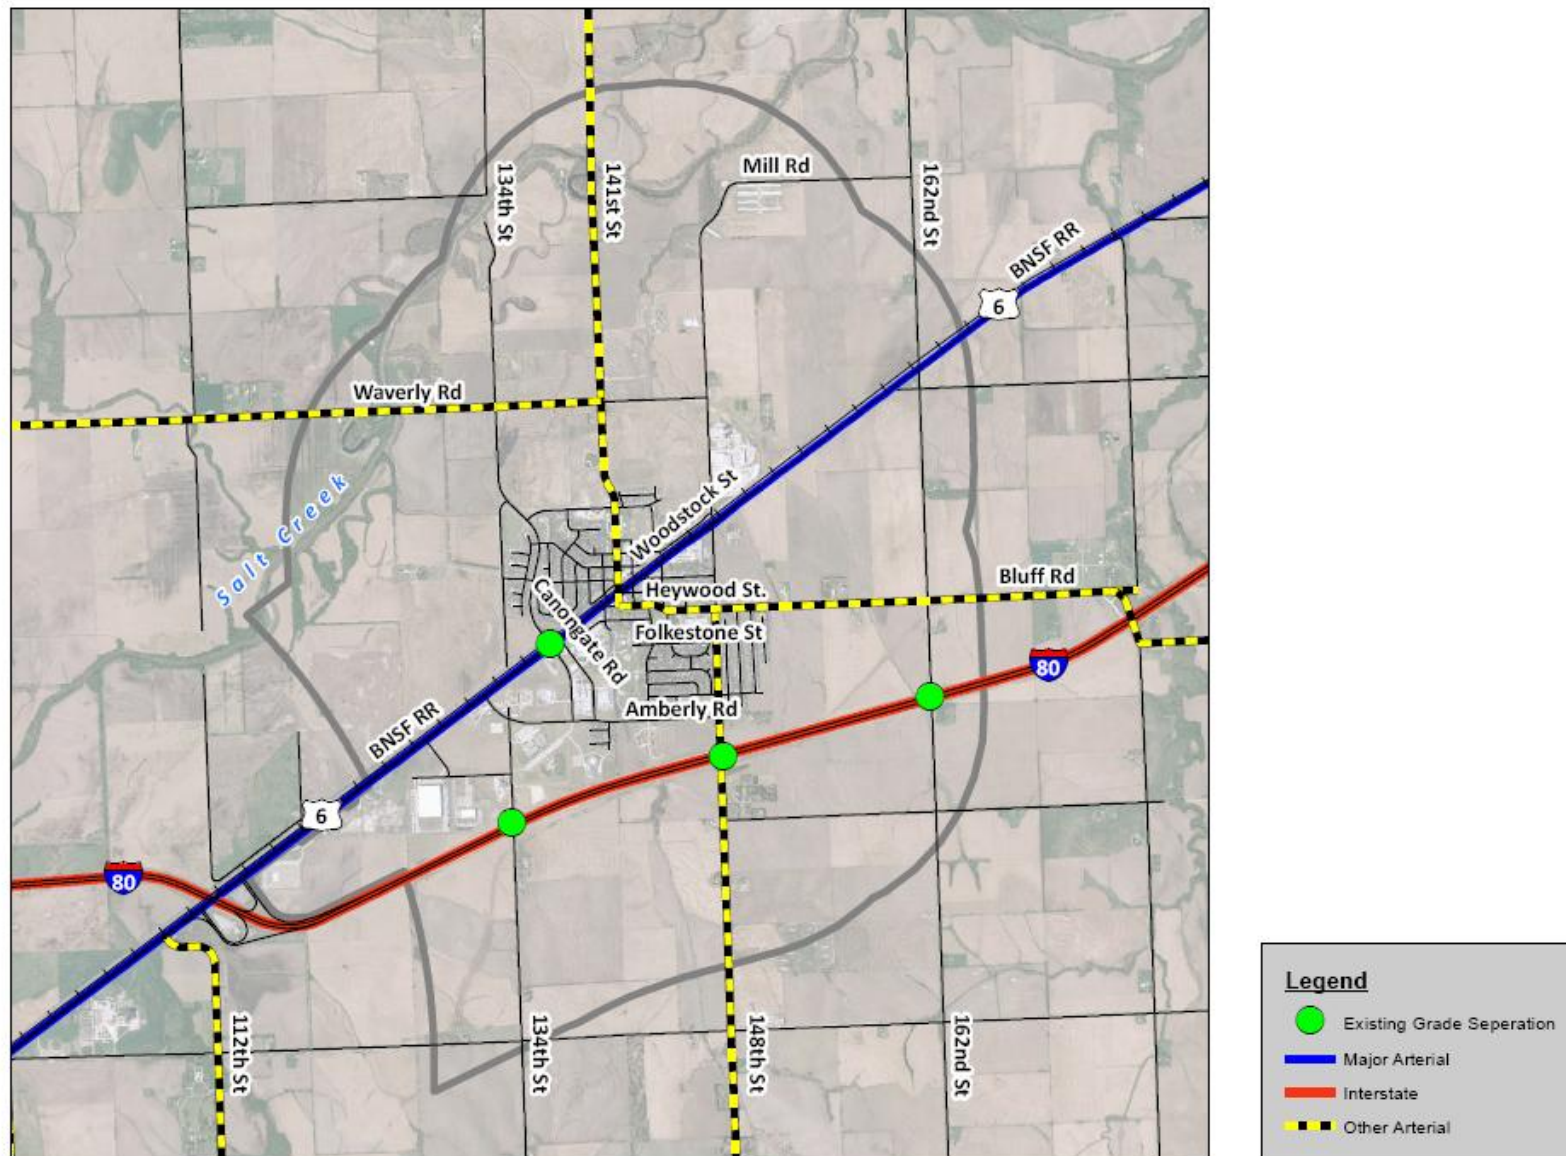 Mill Rd
134th St
141st St
162nd St
BNSF RR
6
Waverly Rd
Salt Creek
Woodstock St
Bluff Rd
Heywood St.
Canongate Rd
Folkestone St
80
Amberly Rd
BNSF RR
6
80
112th St
134th St
148th St
162nd St
Legend
Existing Grade Seperation
Major Arterial
Interstate
Other Arterial